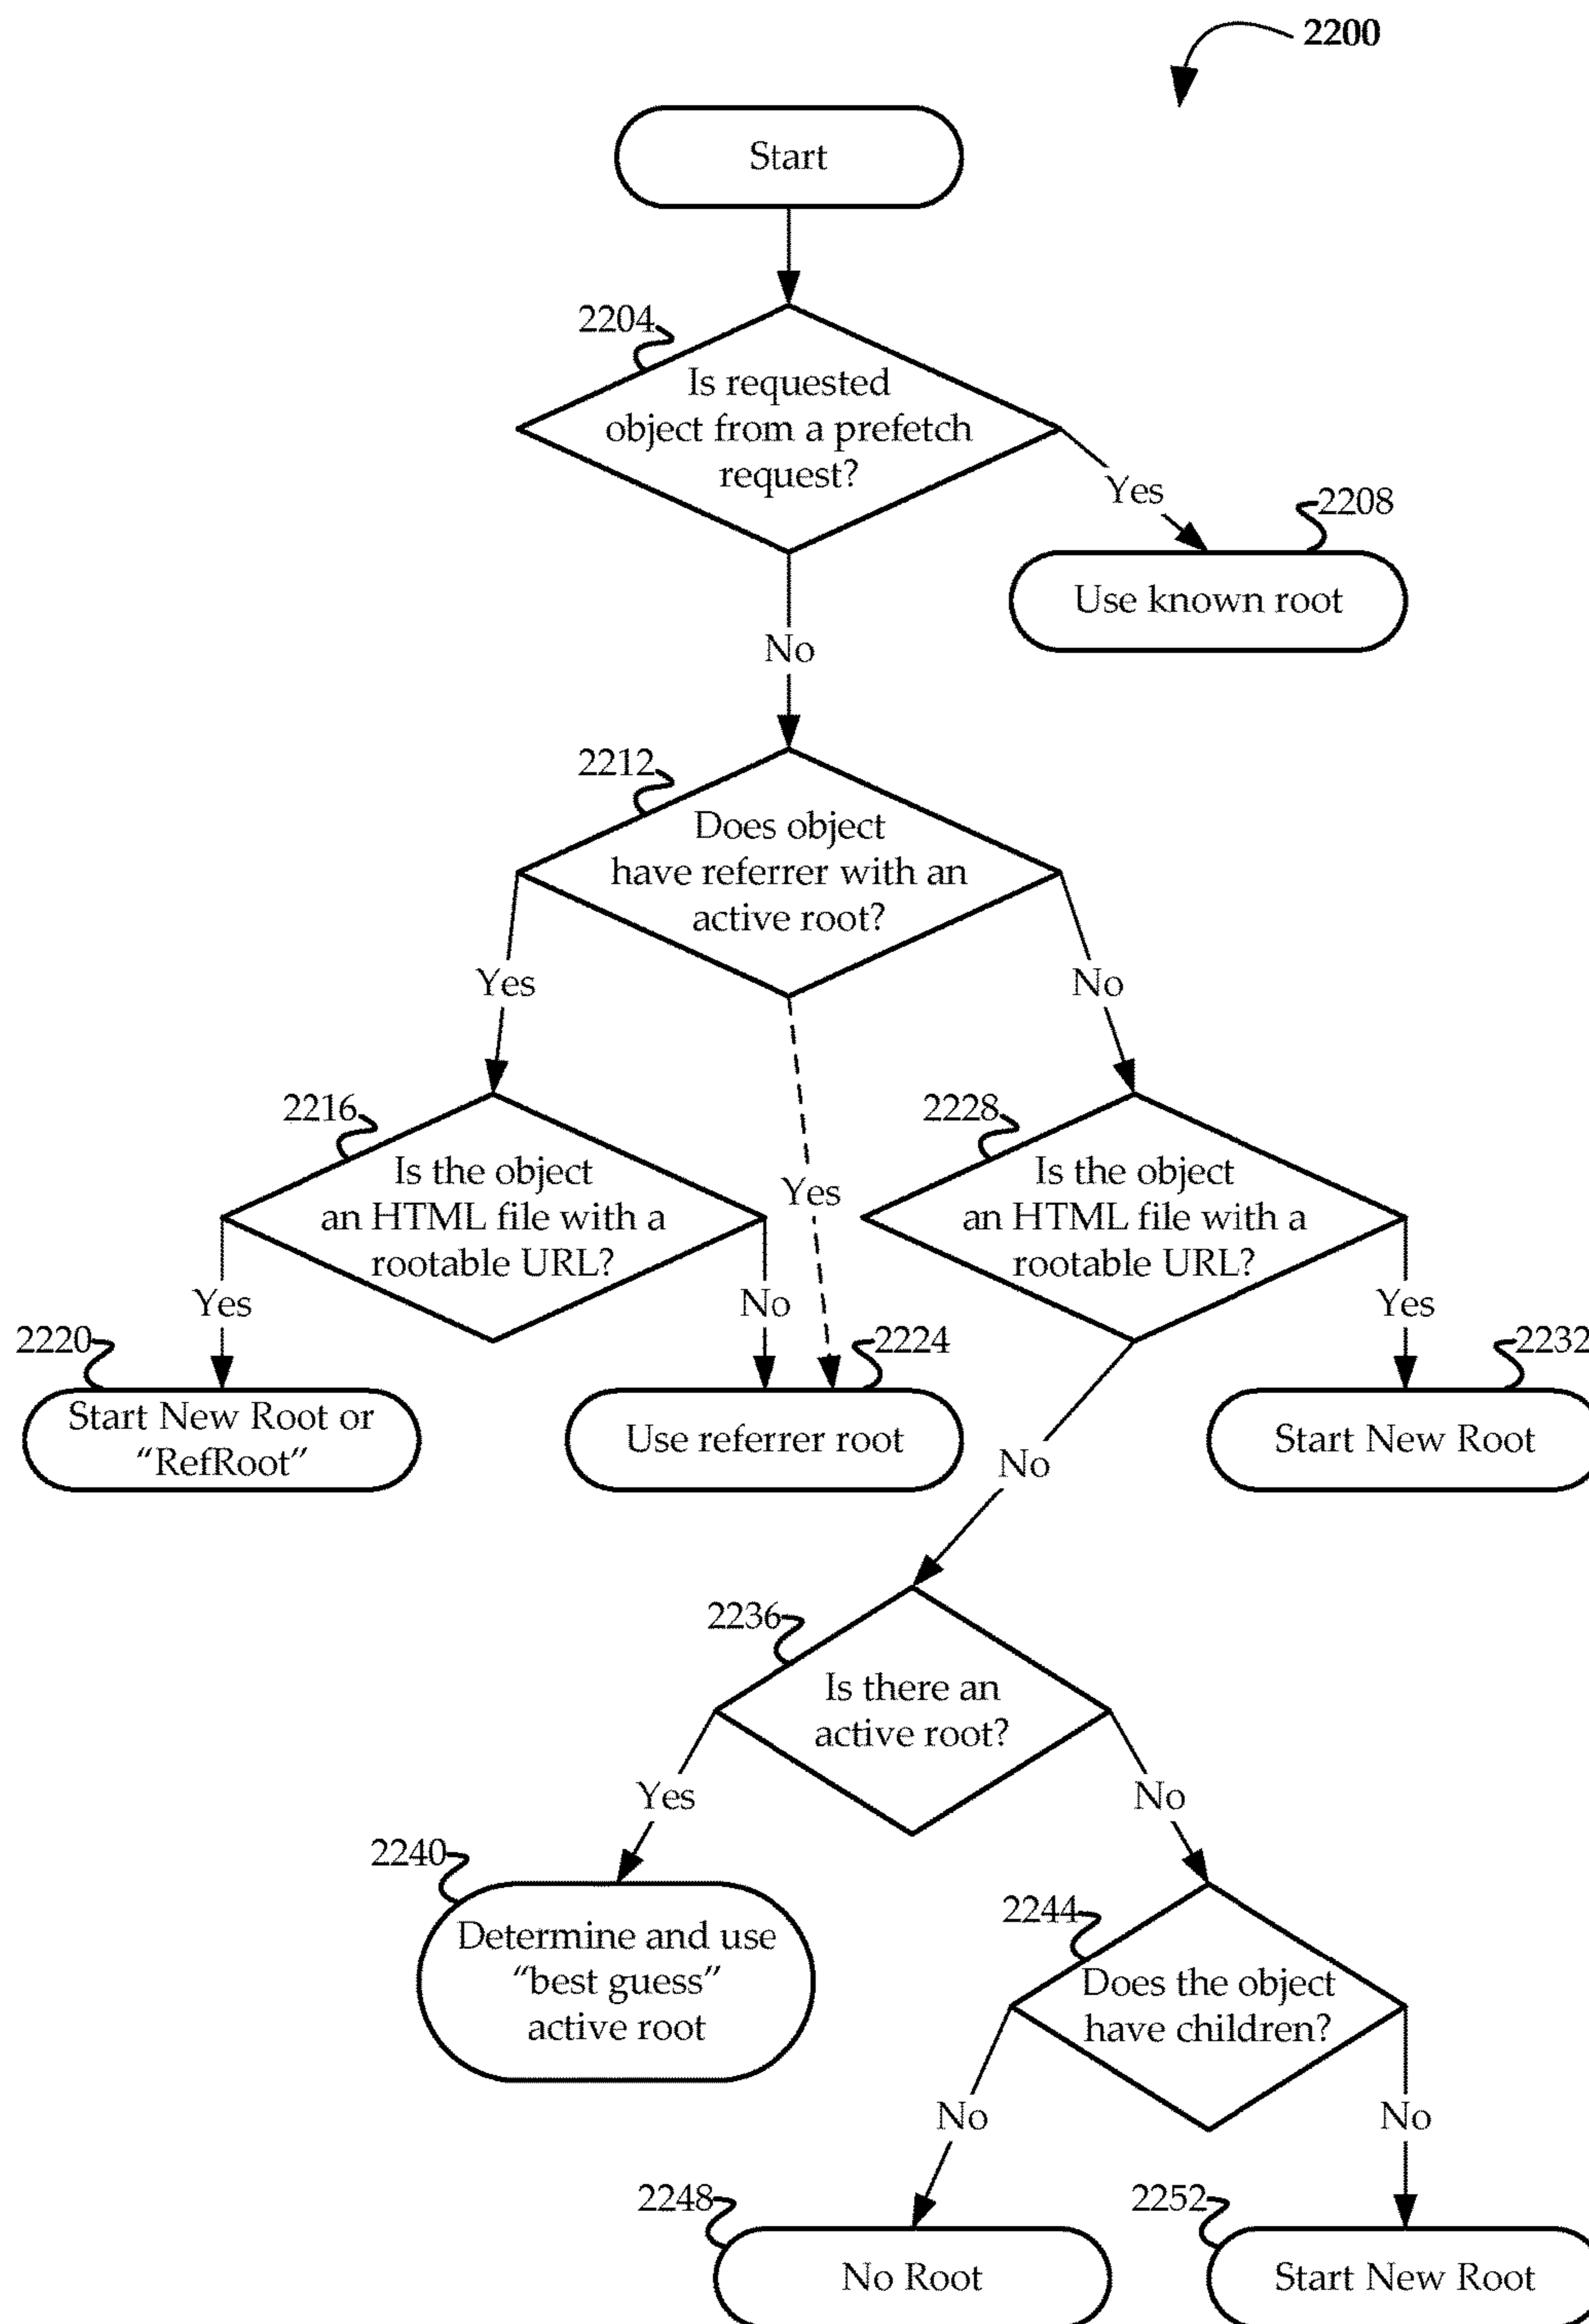 2200
Start
2204
Is requested
object from a prefetch
request?
Yes
2208
Use known root
No
2212
Does object
have referrer with an
active root?
Yes
No
2216
Is the object
an HTML file with a
rootable URL?
Yes
2228
Is the object
an HTML file with a
rootable URL?
Yes
No
Yes
2220
Start New Root or
“RefRoot”
2224
Use referrer root
2232
Start New Root
No
2236
Is there an
active root?
Yes
No
2240
Determine and use
“best guess”
active root
2244
Does the object
have children?
No
No
2248
No Root
2252
Start New Root